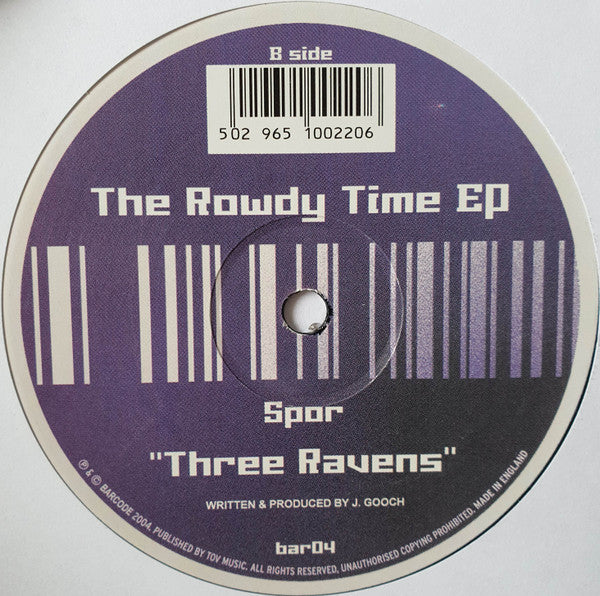 B side
502 965 1002206
The Rowdy Time EP
Spor
"Three Ravens"
WRITTEN & PRODUCED BY J. GOOCH
bar04
℗ & © BARCODE 2004. PUBLISHED BY TOV MUSIC. ALL RIGHTS RESERVED, UNAUTHORISED COPYING PROHIBITED. MADE IN ENGLAND